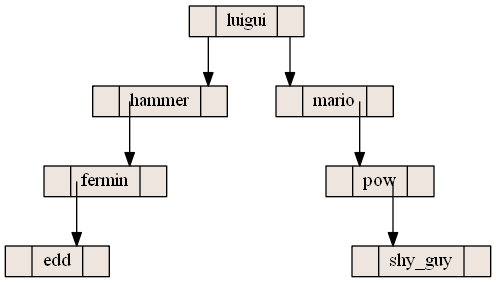 luigui
hammer
mario
fermin
pow
edd
shy_guy